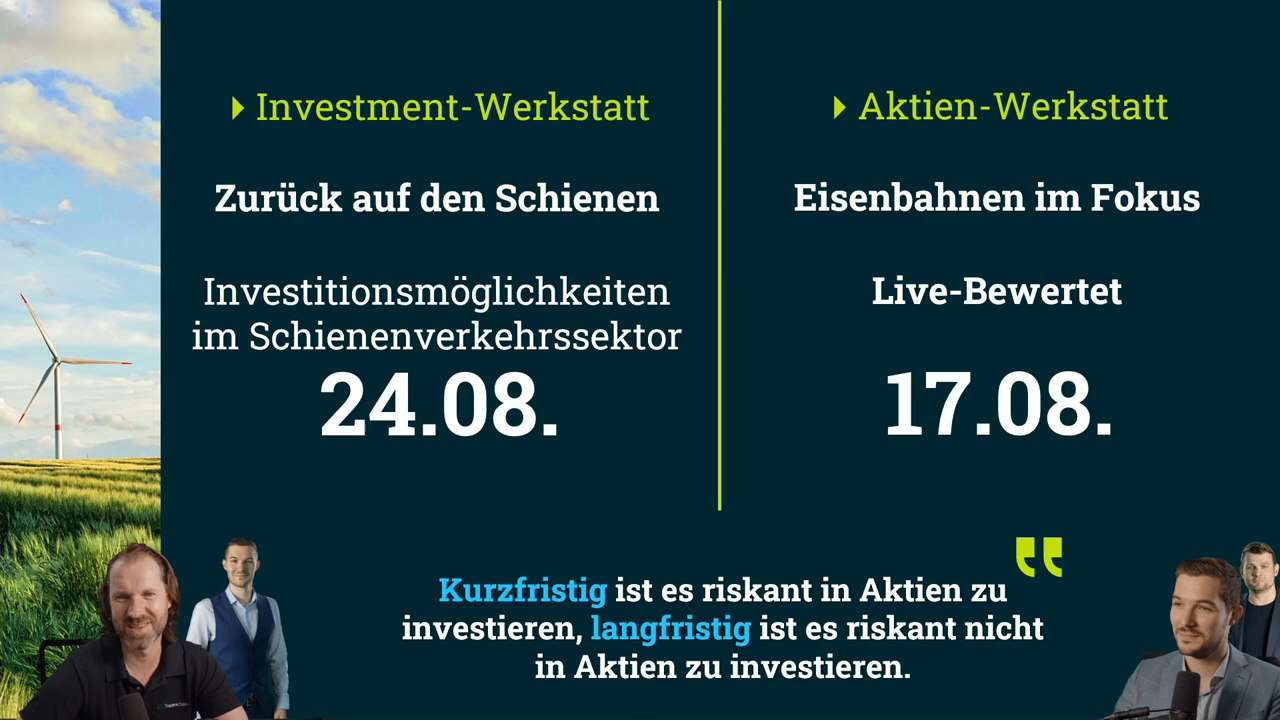 Investment-Werkstatt
Zurück auf den Schienen
Investitionsmöglichkeiten
im Schienenverkehrssektor
24.08.
Aktien-Werkstatt
Eisenbahnen im Fokus
Live-Bewertet
17.08.
Kurzfristig ist es riskant in Aktien zu
investieren, langfristig ist es riskant nicht
in Aktien zu investieren.